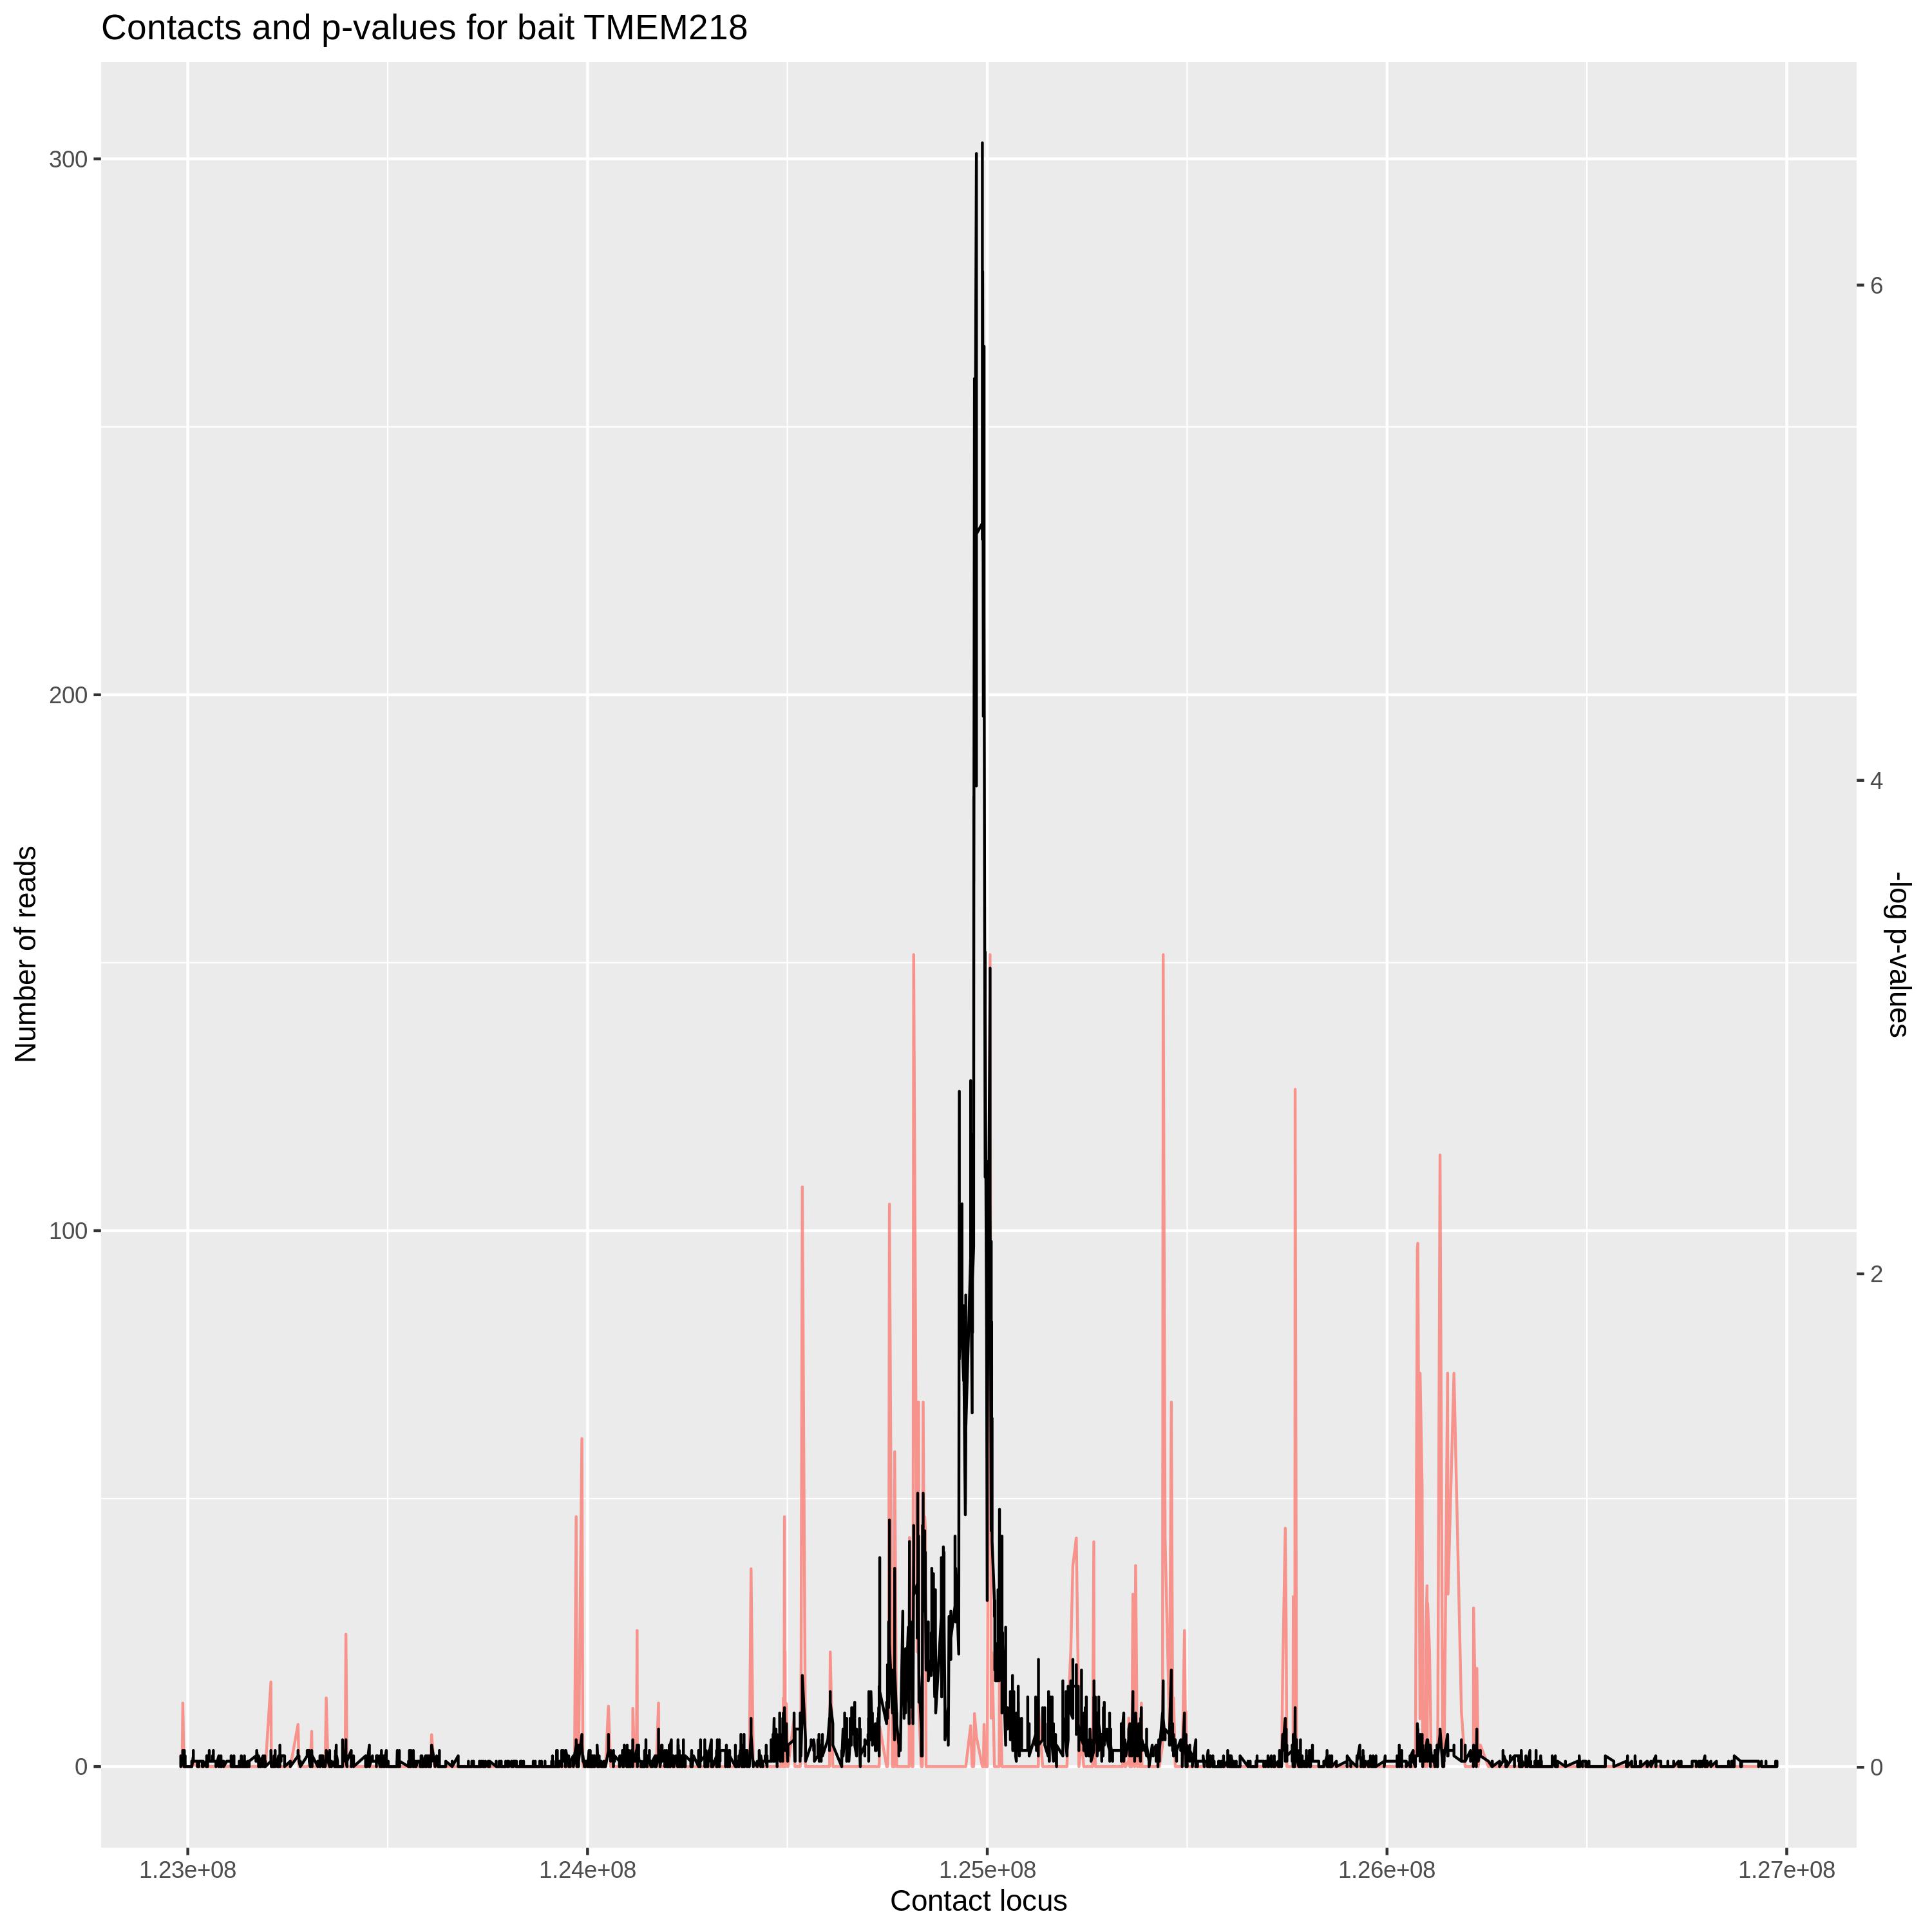 Contacts and p-values for bait TMEM218
Number of reads
300
200
100
0
6
4
2
0
-log p-values
1.23e+08
1.24e+08
1.25e+08
1.26e+08
1.27e+08
Contact locus